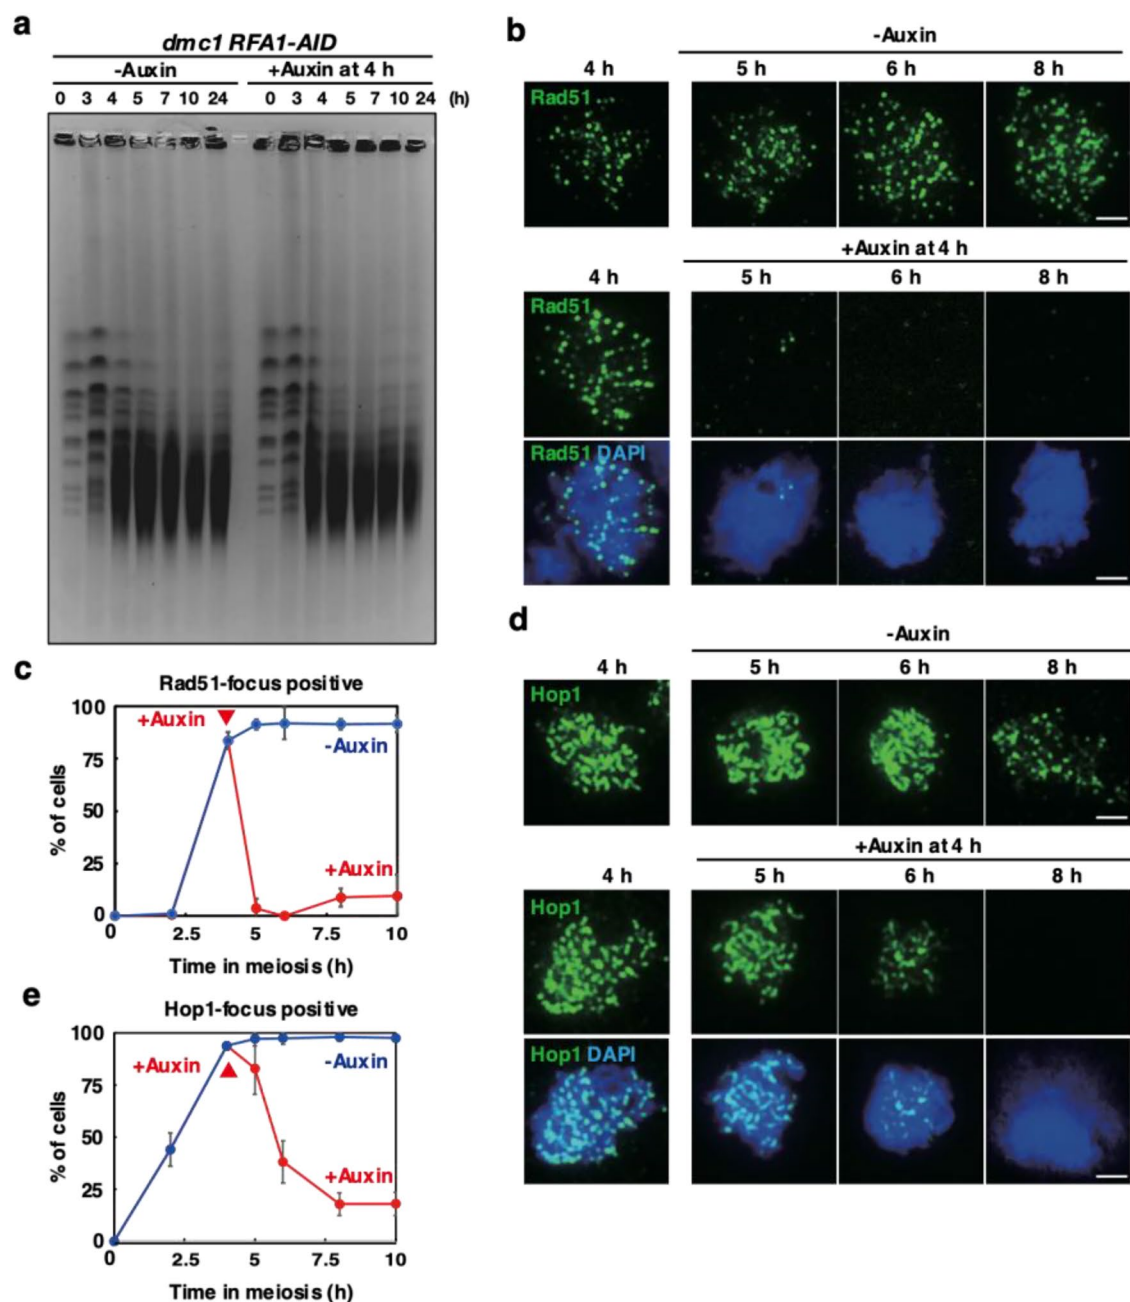 a
dmc1 RFA1-AID
-Auxin +Auxin at 4 h
0 3 4 5 7 10 24 0 3 4 5 7 10 24 (h)
b
-Auxin
4 h 5 h 6 h 8 h
Rad51
+Auxin at 4 h
4 h 5 h 6 h 8 h
Rad51
Rad51 DAPI
c
Rad51-focus positive
100
75
50
25
0
% of cells
+Auxin
-Auxin
+Auxin
0 2.5 5 7.5 10
Time in meiosis (h)
d
-Auxin
4 h 5 h 6 h 8 h
Hop1
+Auxin at 4 h
4 h 5 h 6 h 8 h
Hop1
Hop1 DAPI
e
Hop1-focus positive
100
75
50
25
0
% of cells
+Auxin
-Auxin
+Auxin
0 2.5 5 7.5 10
Time in meiosis (h)